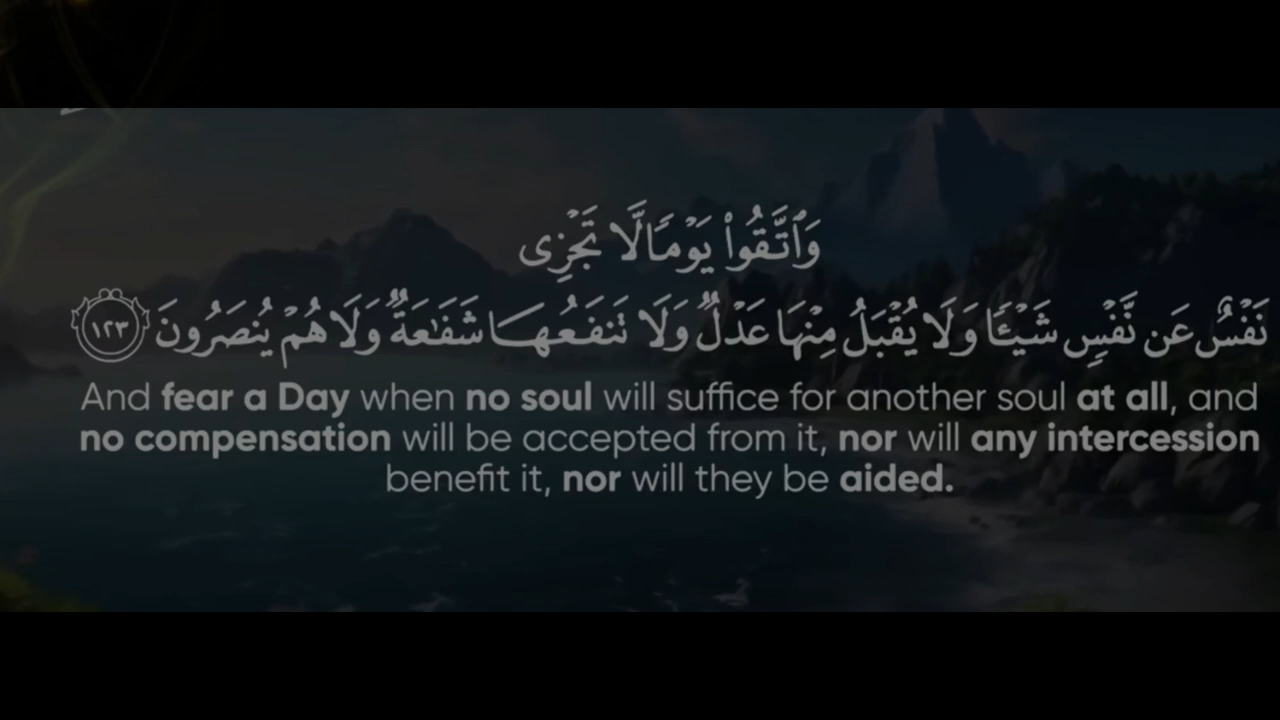 وَٱتَّقُوا۟ يَوْمًا لَّا تَجْزِى
نَفْسٌ عَن نَّفْسٍ شَيْـًٔا وَلَا يُقْبَلُ مِنْهَا عَدْلٌ وَلَا تَنفَعُهَا شَفَـٰعَةٌ وَلَا هُمْ يُنصَرُونَ ١٢٣
And fear a Day when no soul will suffice for another soul at all, and
no compensation will be accepted from it, nor will any intercession
benefit it, nor will they be aided.